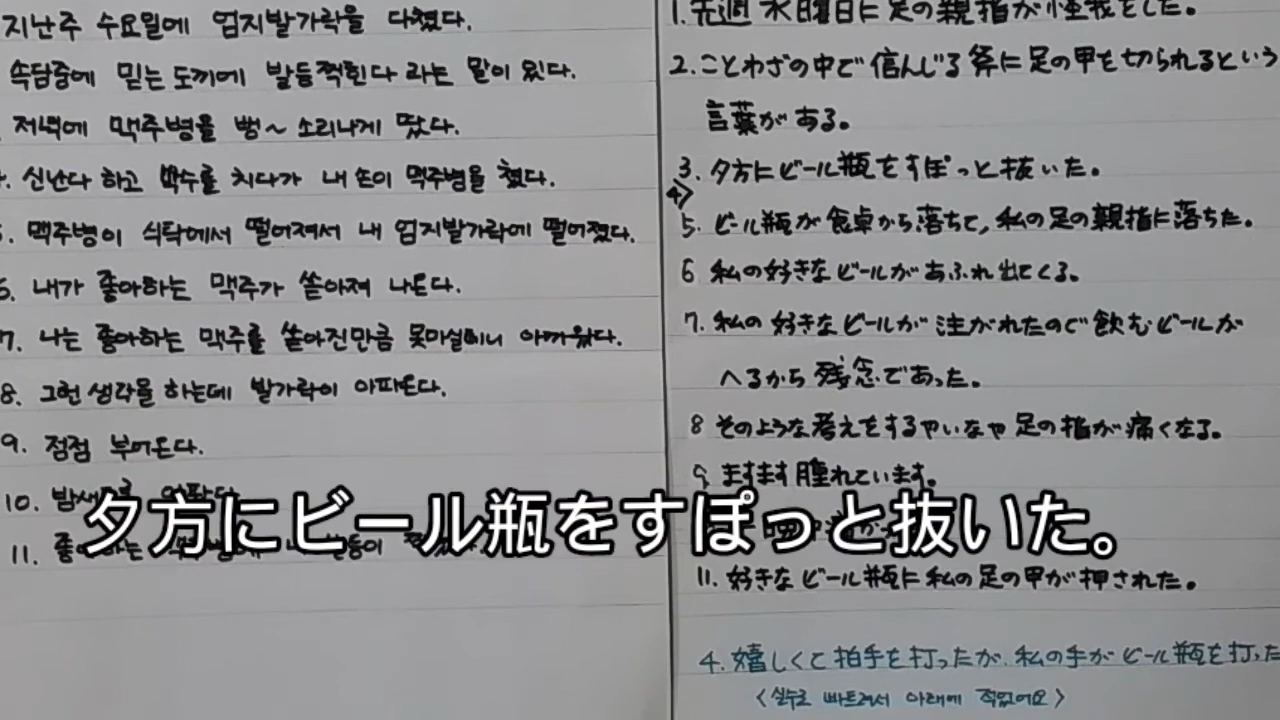 지난주 수요일에 엄지발가락을 다쳤다.
속담중에 믿는 도끼에 발등찍힌다 라는 말이 있다.
저녁에 맥주병을 뻥~ 소리나게 땄다.
신난다 하고 박수를 치다가 내 손이 맥주병을 쳤다.
맥주병이 식탁에서 떨어져서 내 엄지발가락에 떨어졌다.
6. 내가 좋아하는 맥주가 쏟아져 나온다.
7. 나는 좋아하는 맥주를 쏟아진만큼 못마실히니 아까웠다.
8. 그런 생각을 하는데 발가락이 아파온다.
9. 점점 부어온다.
10.
11.
1. 先週 水曜日に 足の親指が怪我をした。
2. ことわざの中で 信んじる 斧に 足の甲を 切られるという
言葉が ある。
3. 夕方に ビール瓶を すぽっと 抜いた。
5. ビール瓶が 食卓から 落ちて, 私の足の親指に 落ちた。
6 私の好きな ビールが あふれ出てくる。
7. 私の 好きな ビールが 注がれたので 飲むビールが
へるから 残念であった。
8 そのような 考えをするやいなや 足の指が 痛くなる。
9 ますます 腫れています。
夕方にビール瓶をすぽっと抜いた。
11. 好きな ビール瓶に 私の足の甲が 押された。
4. 嬉しくて 拍手を打ったが, 私の手が ビール瓶を 打った
<실수로 빠트려서 아래에 적었어요>